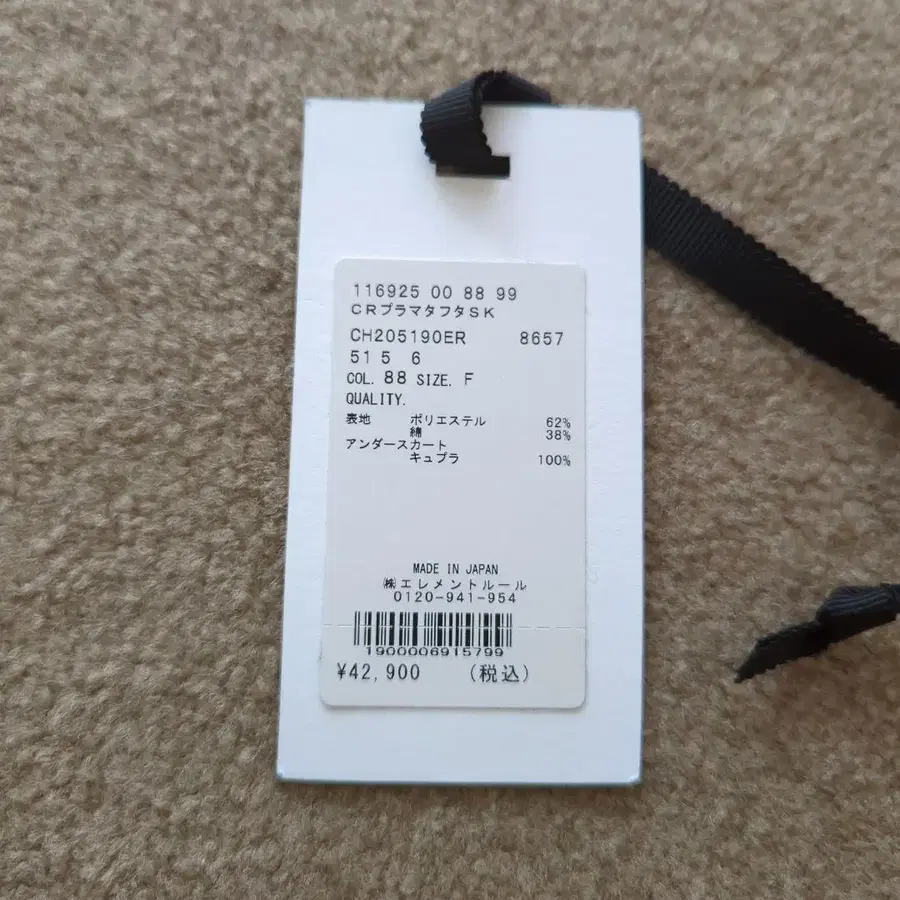 116925 00 88 99
CRプラマタフタSK
CH205190ER 8657
51 5 6
COL. 88 SIZE. F
QUALITY.
表地 ポリエステル 62%
綿 38%
アンダースカート
キュプラ 100%
MADE IN JAPAN
㈱エレメントルール
0120-941-954
1900006915799
¥42,900 (税込)